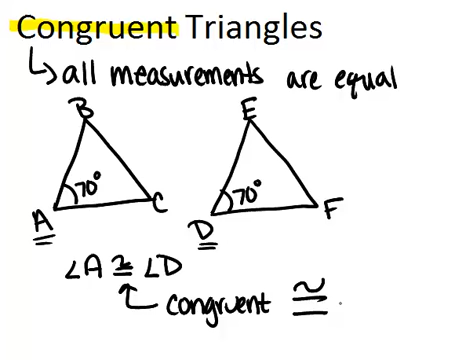 Congruent Triangles
↳ all measurements are equal
B E
70° 70°
A C D F
∠A ≅ ∠D
congruent ≅